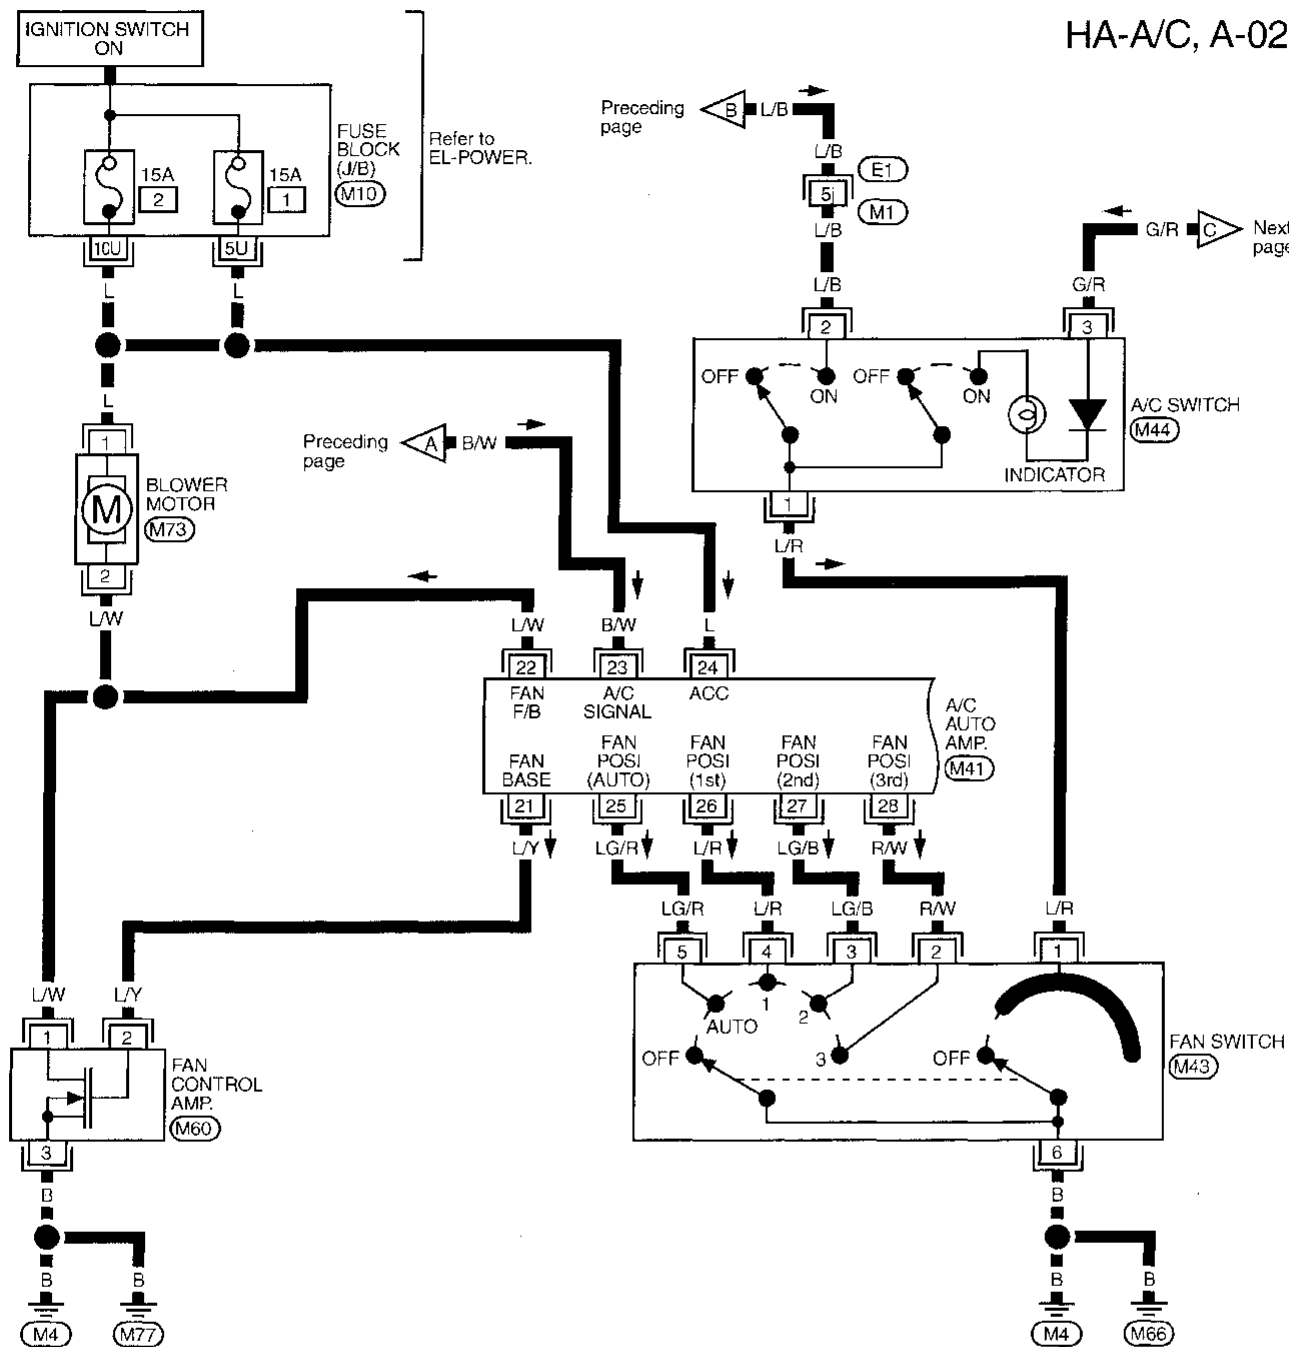 HA-A/C, A-02
IGNITION SWITCH
ON
FUSE
BLOCK
(J/B)
M10
Refer to
EL-POWER.
15A
2
15A
1
10U
5U
L
L
L
Preceding
page
B
L/B
L/B
E1
5j
M1
L/B
L/B
G/R
C
Next
page
G/R
2
3
OFF
ON
OFF
ON
INDICATOR
A/C SWITCH
M44
1
L/R
1
M
BLOWER
MOTOR
M73
2
L/W
Preceding
page
A
B/W
L/W
B/W
L
22
23
24
FAN
F/B
A/C
SIGNAL
ACC
A/C
AUTO
AMP.
M41
FAN
BASE
FAN
POSI
(AUTO)
FAN
POSI
(1st)
FAN
POSI
(2nd)
FAN
POSI
(3rd)
21
25
26
27
28
L/Y
LG/R
L/R
LG/B
R/W
LG/R
L/R
LG/B
R/W
L/R
5
4
3
2
1
AUTO
1
2
3
OFF
OFF
FAN SWITCH
M43
6
B
B
B
M4
M66
L/W
L/Y
1
2
FAN
CONTROL
AMP.
M60
3
B
B
B
M4
M77